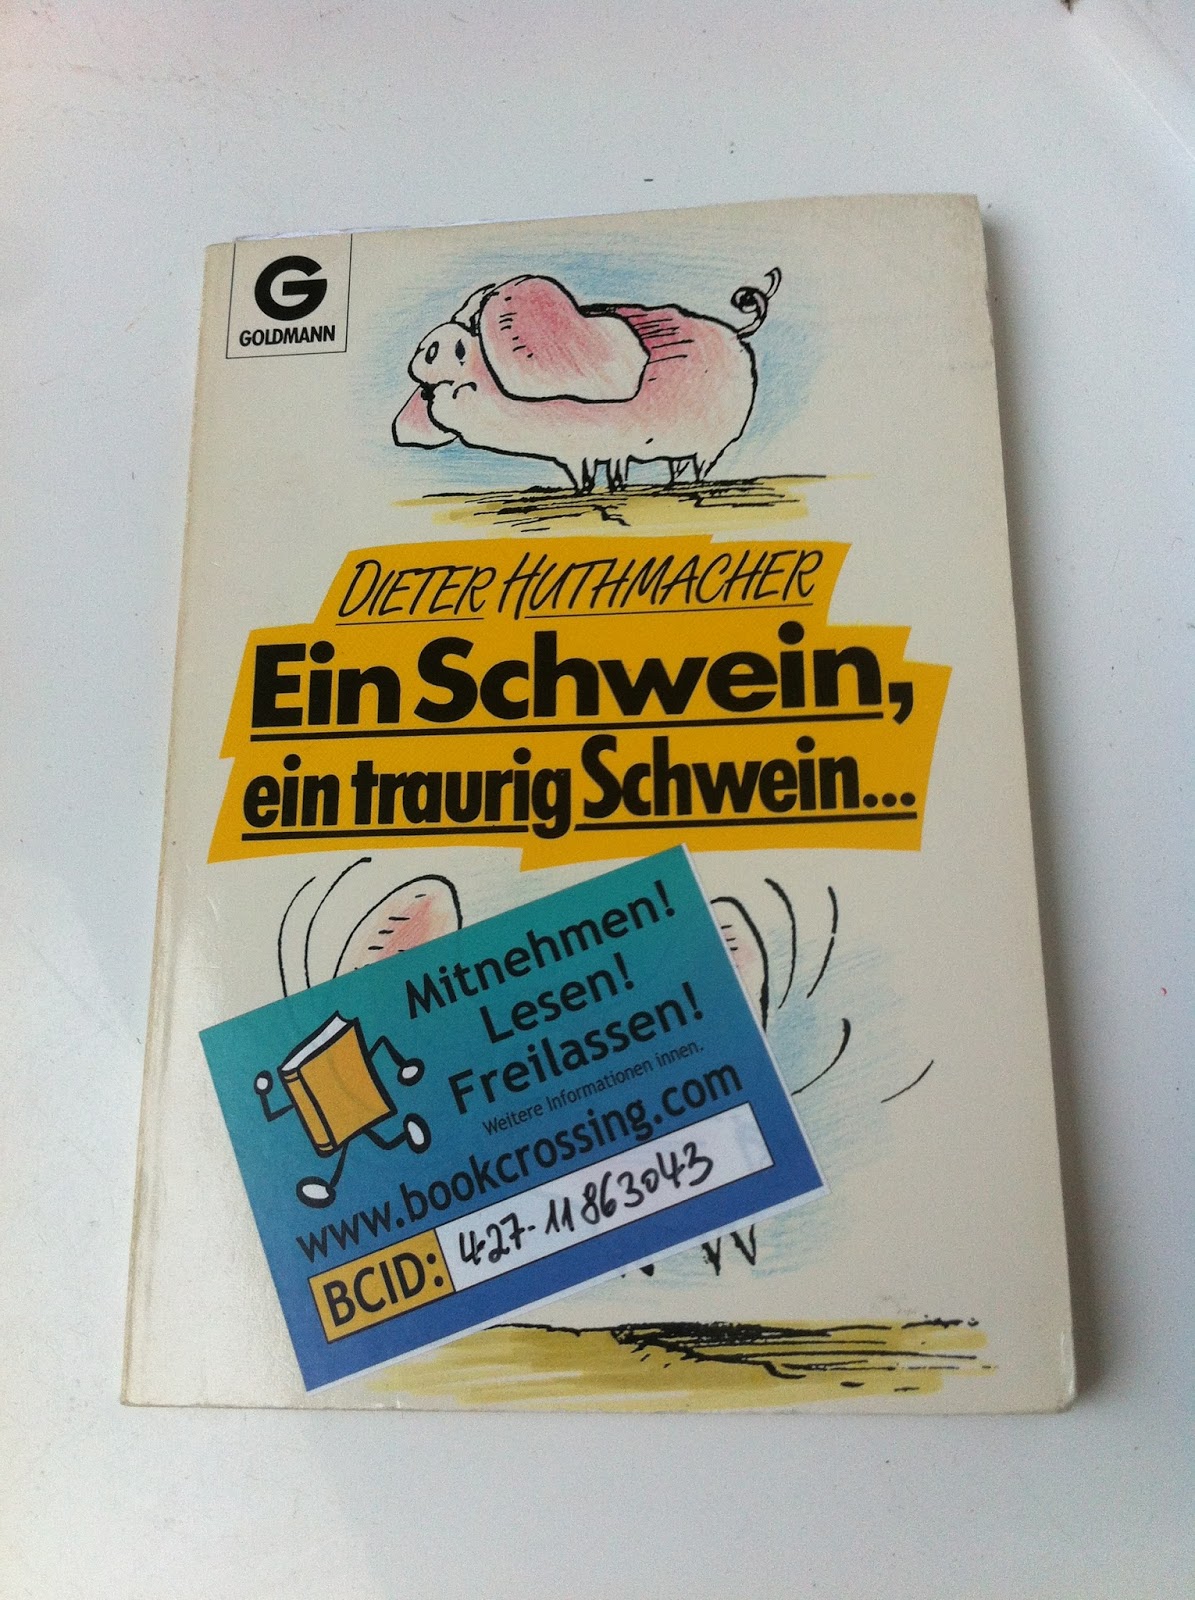 G
GOLDMANN
DIETER HUTHMACHER
Ein Schwein,
ein traurig Schwein...
Mitnehmen!
Lesen!
Freilassen!
Weitere Informationen innen.
www.bookcrossing.com
BCID: 427-11863043